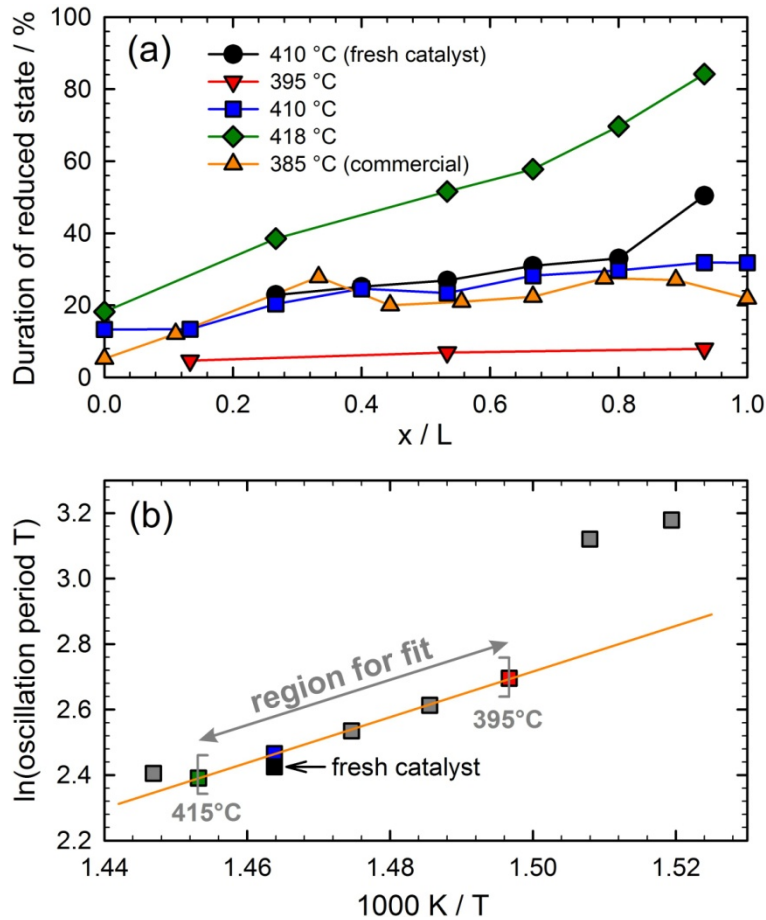 (a)
410 °C (fresh catalyst)
395 °C
410 °C
418 °C
385 °C (commercial)
Duration of reduced state / %
100
80
60
40
20
0
0.0 0.2 0.4 0.6 0.8 1.0
x / L
(b)
ln(oscillation period T)
3.2
3.0
2.8
2.6
2.4
2.2
region for fit
395°C
fresh catalyst
415°C
1.44 1.46 1.48 1.50 1.52
1000 K / T